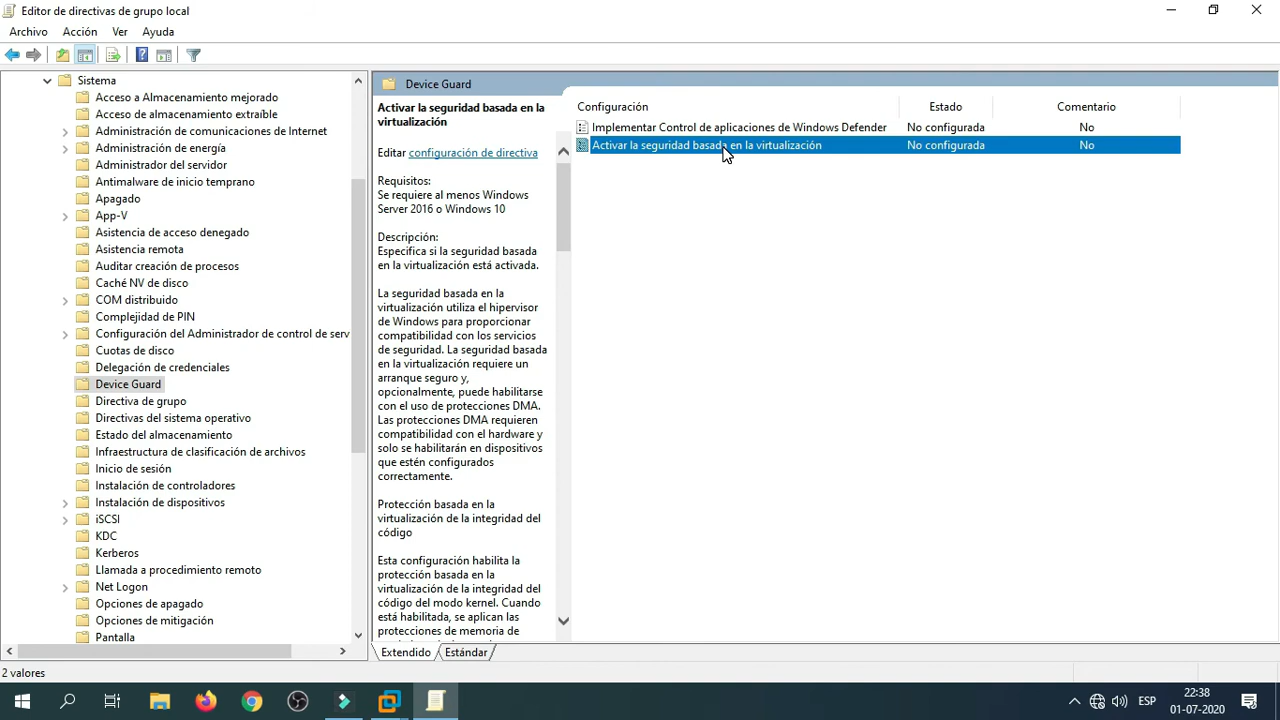 Editor de directivas de grupo local
Archivo Acción Ver Ayuda
Sistema
Acceso a Almacenamiento mejorado
Acceso de almacenamiento extraíble
Administración de comunicaciones de Internet
Administración de energía
Administrador del servidor
Antimalware de inicio temprano
Apagado
App-V
Asistencia de acceso denegado
Asistencia remota
Auditar creación de procesos
Caché NV de disco
COM distribuido
Complejidad de PIN
Configuración del Administrador de control de serv
Cuotas de disco
Delegación de credenciales
Device Guard
Directiva de grupo
Directivas del sistema operativo
Estado del almacenamiento
Infraestructura de clasificación de archivos
Inicio de sesión
Instalación de controladores
Instalación de dispositivos
iSCSI
KDC
Kerberos
Llamada a procedimiento remoto
Net Logon
Opciones de apagado
Opciones de mitigación
Pantalla
Device Guard
Activar la seguridad basada en la
virtualización
Editar configuración de directiva
Requisitos:
Se requiere al menos Windows
Server 2016 o Windows 10
Descripción:
Especifica si la seguridad basada
en la virtualización está activada.
La seguridad basada en la
virtualización utiliza el hipervisor
de Windows para proporcionar
compatibilidad con los servicios
de seguridad. La seguridad basada
en la virtualización requiere un
arranque seguro y,
opcionalmente, puede habilitarse
con el uso de protecciones DMA.
Las protecciones DMA requieren
compatibilidad con el hardware y
solo se habilitarán en dispositivos
que estén configurados
correctamente.
Protección basada en la
virtualización de la integridad del
código
Esta configuración habilita la
protección basada en la
virtualización de la integridad del
código del modo kernel. Cuando
está habilitada, se aplican las
protecciones de memoria de
Configuración Estado Comentario
Implementar Control de aplicaciones de Windows Defender No configurada No
Activar la seguridad basada en la virtualización No configurada No
Extendido Estándar
2 valores
ESP
22:38
01-07-2020